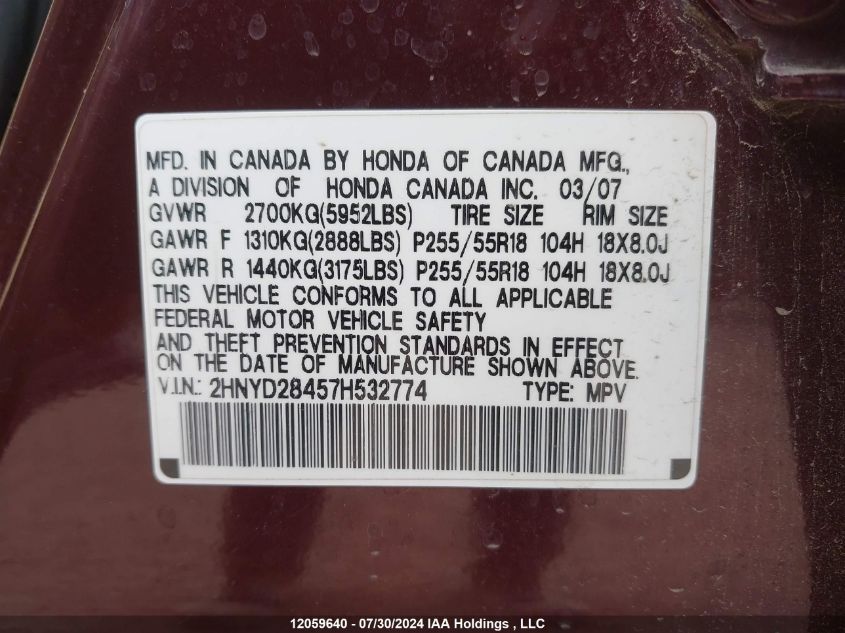 MFD. IN CANADA BY HONDA OF CANADA MFG.,
A DIVISION OF HONDA CANADA INC. 03/07
GVWR 2700KG(5952LBS) TIRE SIZE RIM SIZE
GAWR F 1310KG(2888LBS) P255/55R18 104H 18X8.0J
GAWR R 1440KG(3175LBS) P255/55R18 104H 18X8.0J
THIS VEHICLE CONFORMS TO ALL APPLICABLE
FEDERAL MOTOR VEHICLE SAFETY
AND THEFT PREVENTION STANDARDS IN EFFECT
ON THE DATE OF MANUFACTURE SHOWN ABOVE.
V.I.N.: 2HNYD28457H532774 TYPE: MPV
12059640 - 07/30/2024 IAA Holdings , LLC